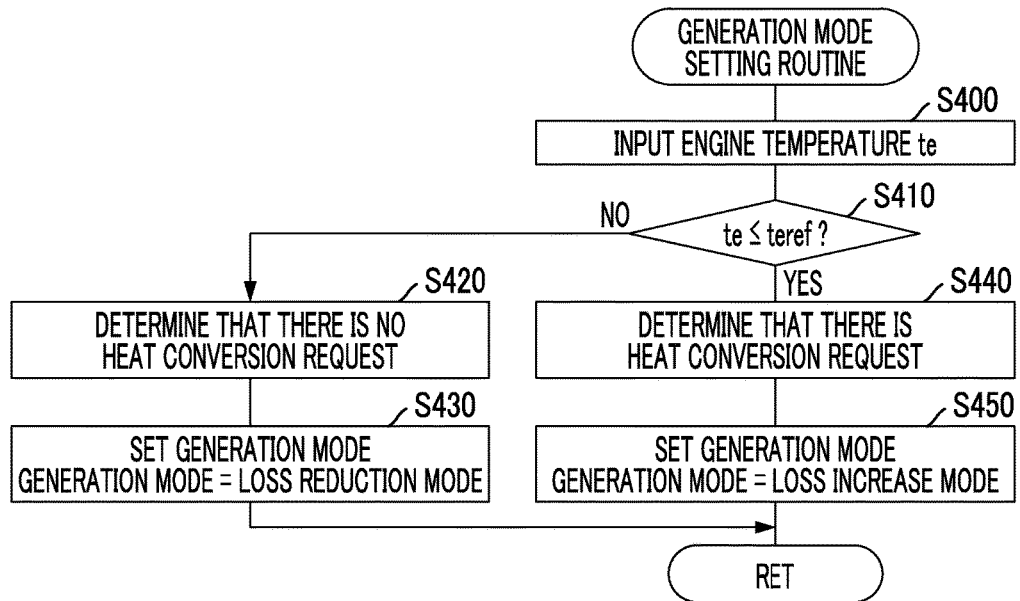 GENERATION MODE
SETTING ROUTINE
S400
INPUT ENGINE TEMPERATURE te
S410
te ≤ teref ?
NO
YES
S420
DETERMINE THAT THERE IS NO
HEAT CONVERSION REQUEST
S440
DETERMINE THAT THERE IS
HEAT CONVERSION REQUEST
S430
SET GENERATION MODE
GENERATION MODE = LOSS REDUCTION MODE
S450
SET GENERATION MODE
GENERATION MODE = LOSS INCREASE MODE
RET